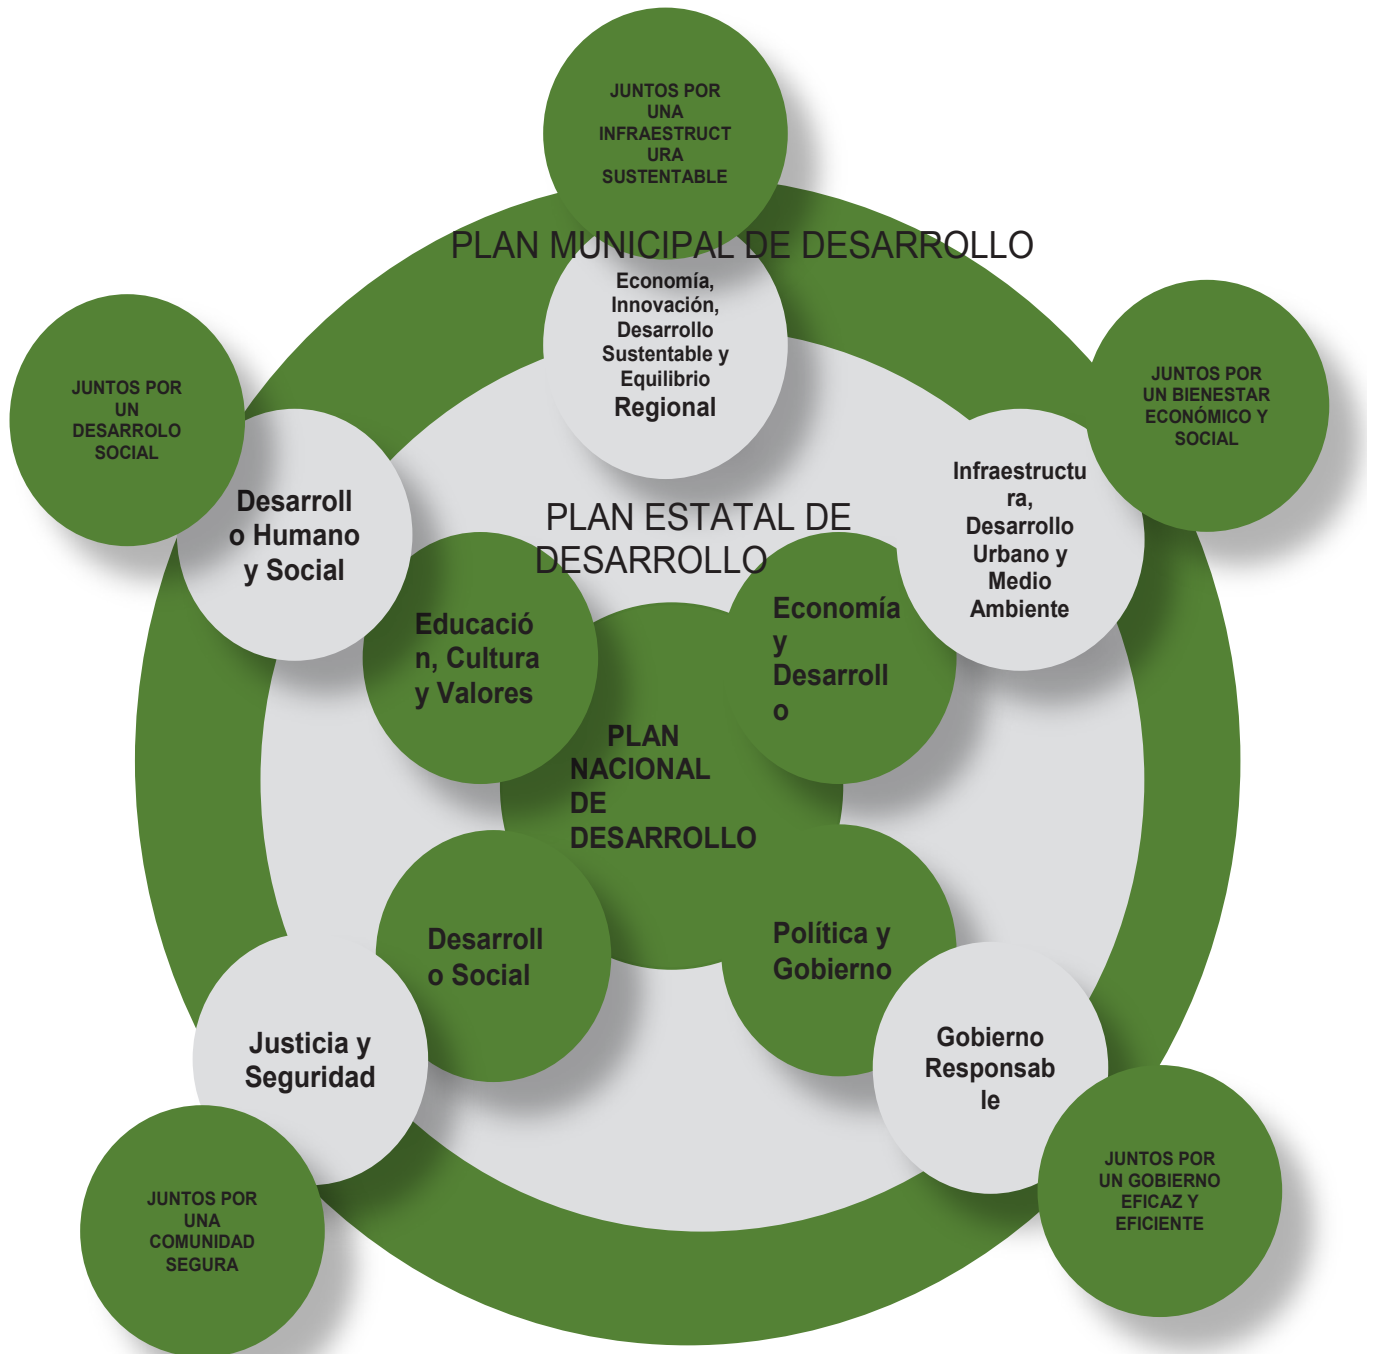 JUNTOS POR
UNA
INFRAESTRUCT
URA
SUSTENTABLE
PLAN MUNICIPAL DE DESARROLLO
Economía,
Innovación,
Desarrollo
Sustentable y
Equilibrio
Regional
JUNTOS POR
UN
DESARROLO
SOCIAL
JUNTOS POR
UN BIENESTAR
ECONÓMICO Y
SOCIAL
Desarroll
o Humano
y Social
Infraestructu
ra,
Desarrollo
Urbano y
Medio
Ambiente
PLAN ESTATAL DE
DESARROLLO
Educació
n, Cultura
y Valores
Economía
y
Desarroll
o
PLAN
NACIONAL
DE
DESARROLLO
Desarroll
o Social
Política y
Gobierno
Justicia y
Seguridad
Gobierno
Responsab
le
JUNTOS POR
UNA
COMUNIDAD
SEGURA
JUNTOS POR
UN GOBIERNO
EFICAZ Y
EFICIENTE